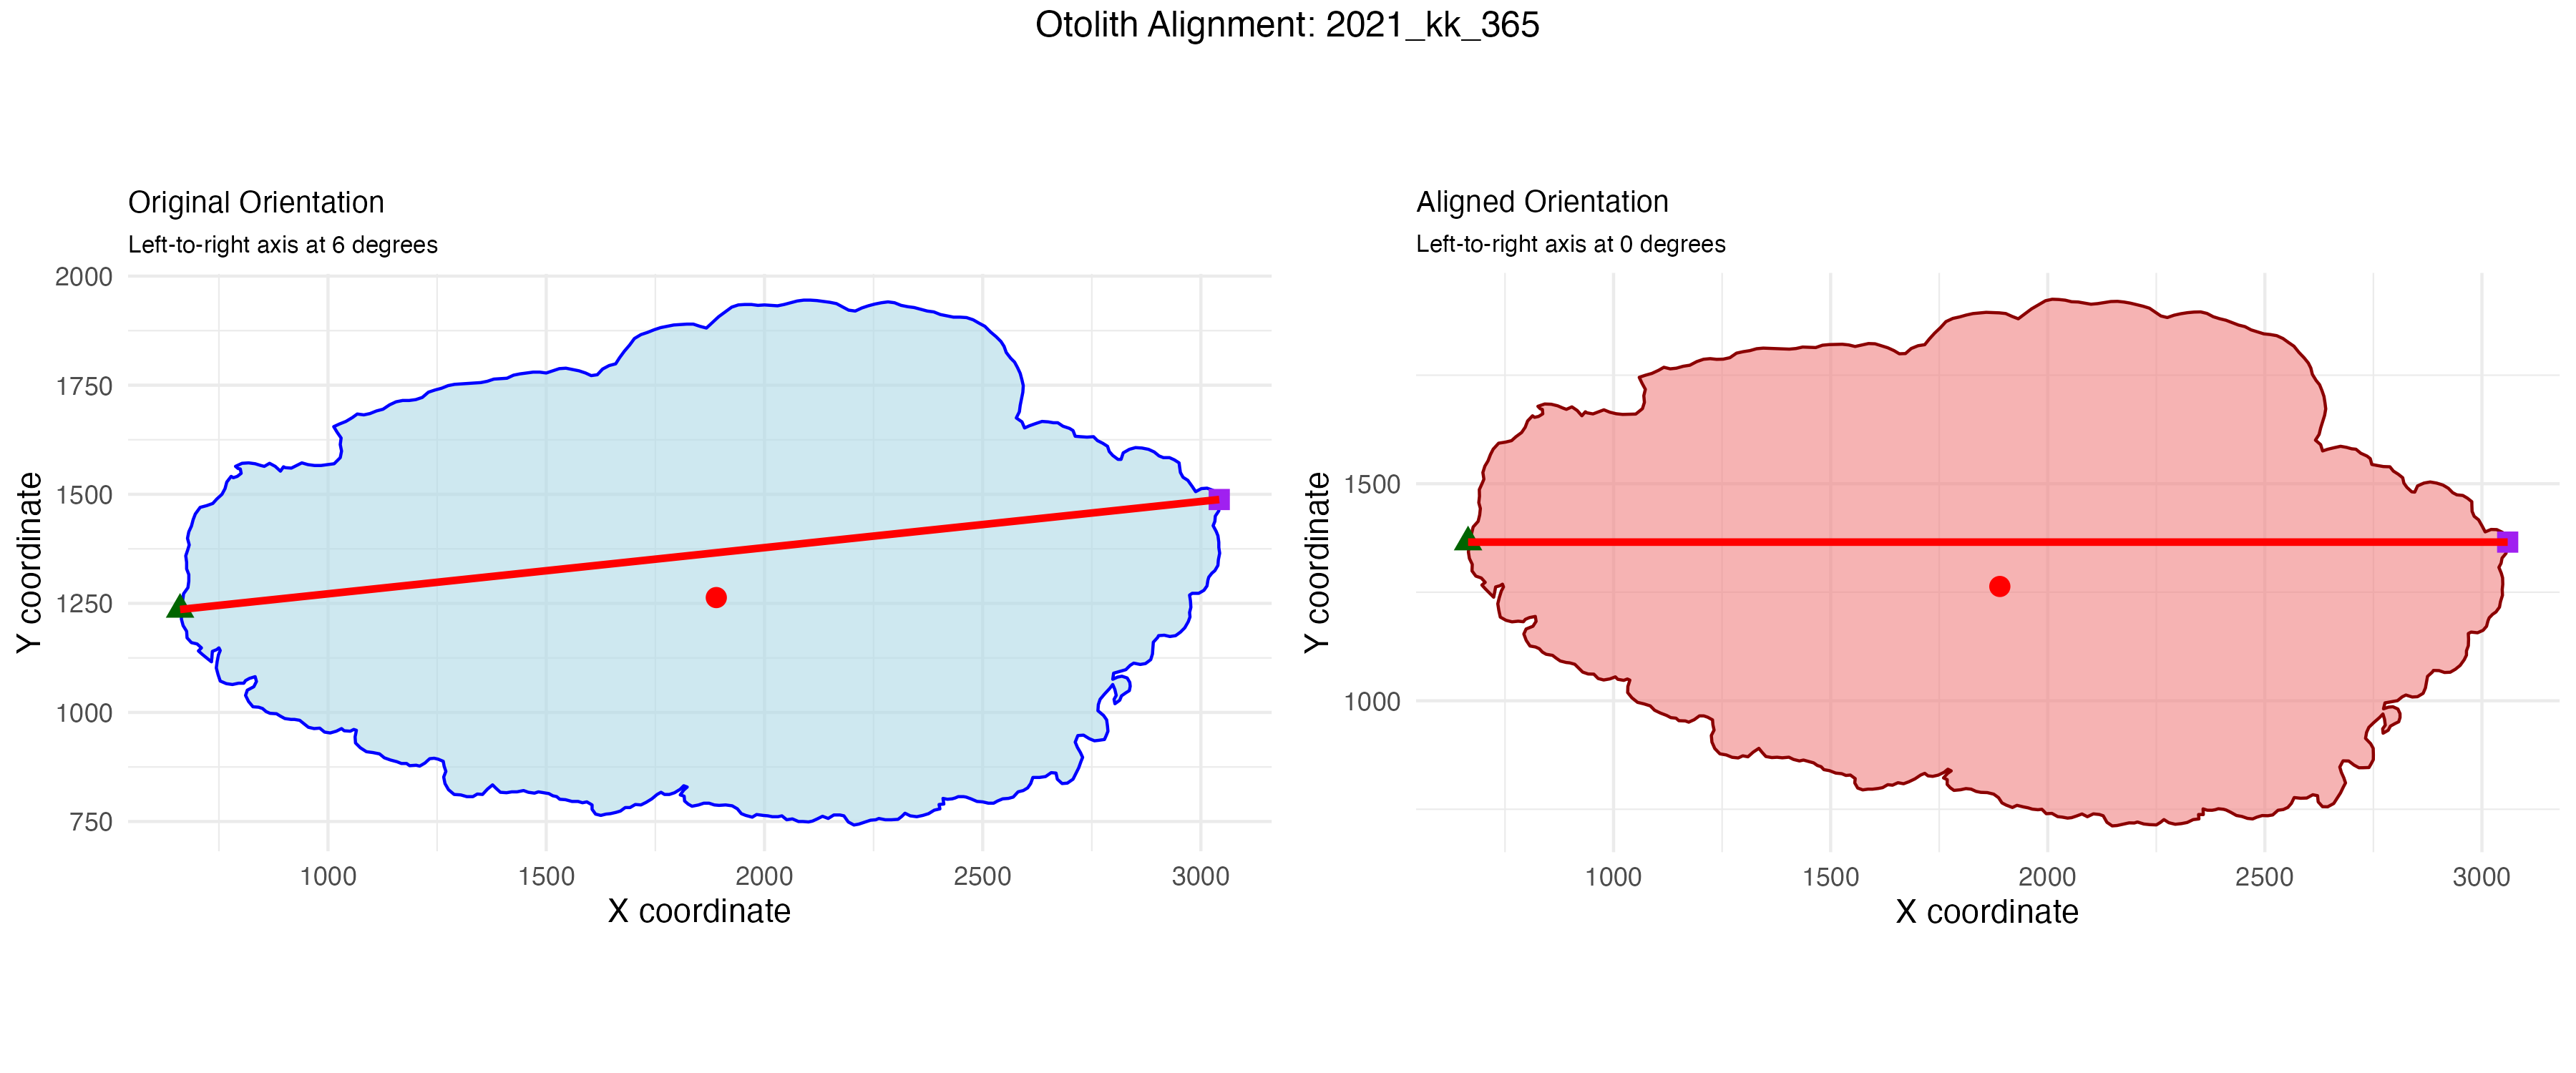 Otolith Alignment: 2021_kk_365
Original Orientation
Left-to-right axis at 6 degrees
2000
1750
1500
1250
1000
750
Y coordinate
1000 1500 2000 2500 3000
X coordinate
Aligned Orientation
Left-to-right axis at 0 degrees
1500
1000
Y coordinate
1000 1500 2000 2500 3000
X coordinate